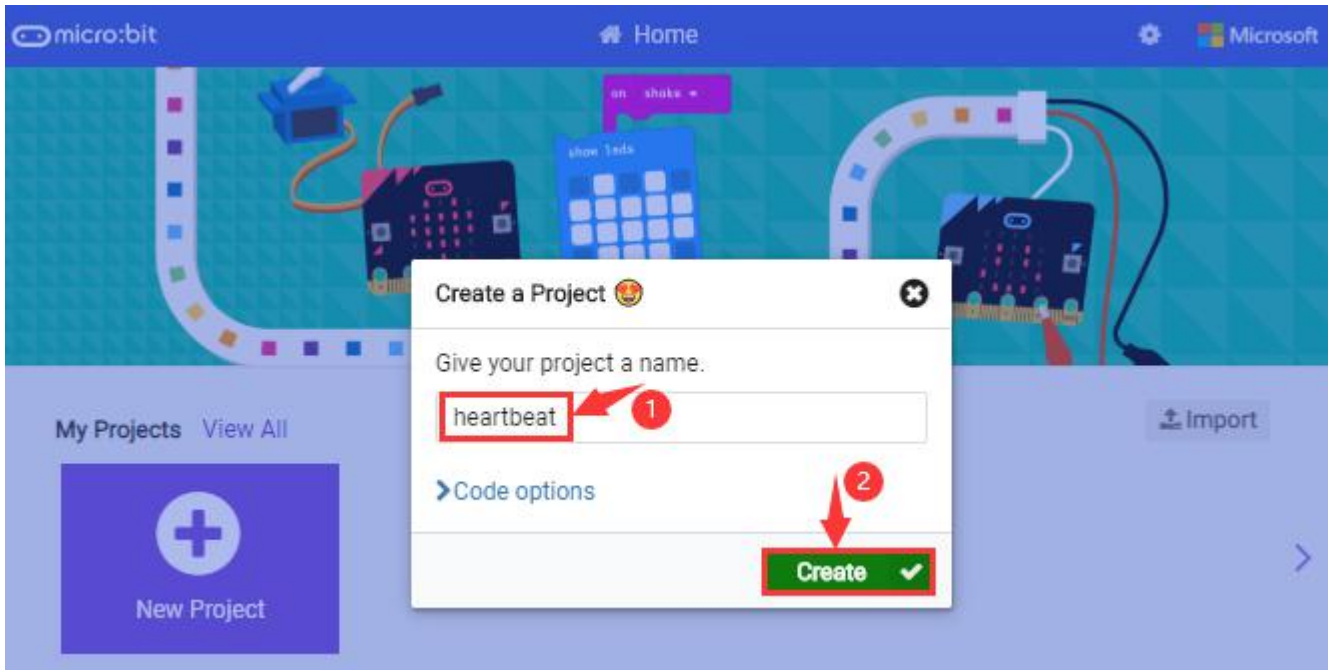 micro:bit
Home
Microsoft
on shake
show leds
Create a Project 🤩
Give your project a name.
heartbeat
1
My Projects View All
Import
Code options
2
Create
New Project